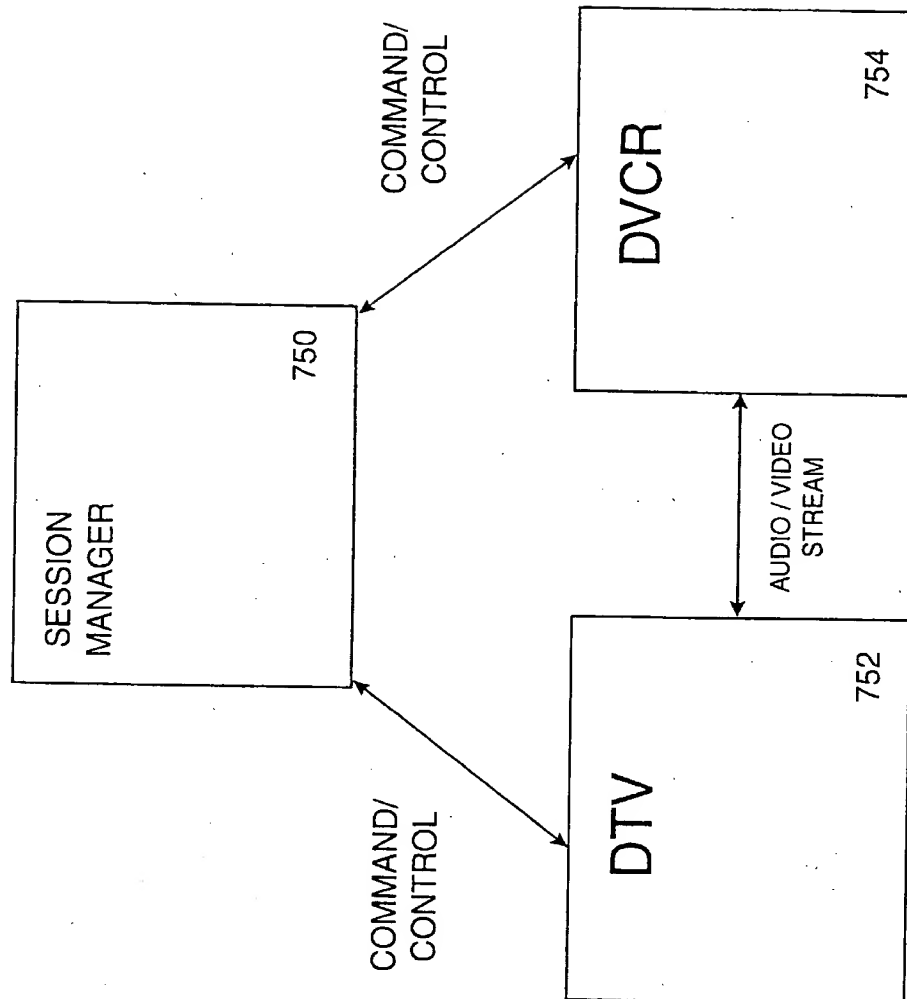 SESSION
MANAGER
750
COMMAND/
CONTROL
COMMAND/
CONTROL
DTV
752
AUDIO / VIDEO
STREAM
DVCR
754